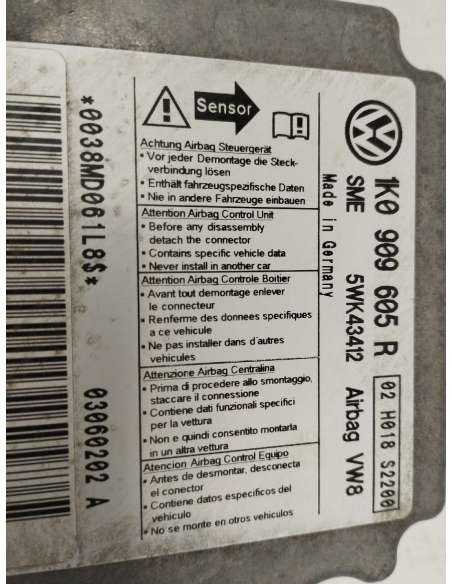 *0038MD061L8$*
03060202 A
Sensor
Achtung Airbag Steuergerät
• Vor jeder Demontage die Steck-
verbindung lösen
• Enthält fahrzeugspezifische Daten
• Nie in andere Fahrzeuge einbauen
Attention Airbag Control Unit
• Before any disassembly
detach the connector
• Contains specific vehicle data
• Never install in another car
Attention Airbag Controle Boitier
• Avant tout demontage enlever
le connecteur
• Renferme des donnees specifiques
a ce vehicule
• Ne pas installer dans d'autres
vehicules
Attenzione Airbag Centralina
• Prima di procedere allo smontaggio,
staccare il connessione
• Contiene dati funzionali specifici
per la vettura
• Non e quindi consentito montarla
in un altra vettura
Atencion Airbag Control Equipo
• Antes de desmontar, desconecta
el conector
• Contiene datos especificos del
vehiculo
• No se monte en otros vehiculos
VW
1K0 909 605 R
SME 5WK43412 Airbag VW8
Made in Germany
02 H018 S2200